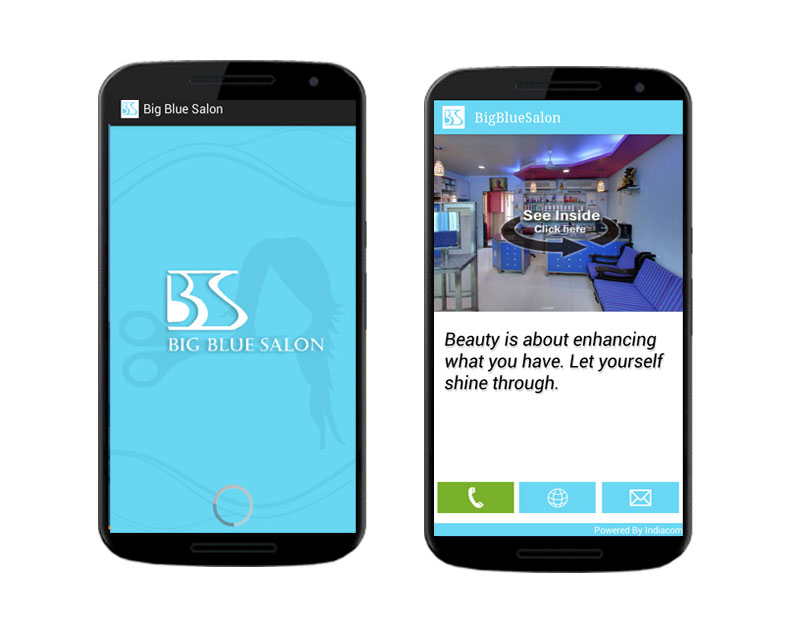 Big Blue Salon
BS
BIG BLUE SALON
BS
BigBlueSalon
See Inside
Click here
Beauty is about enhancing
what you have. Let yourself
shine through.
Powered By Indiacom